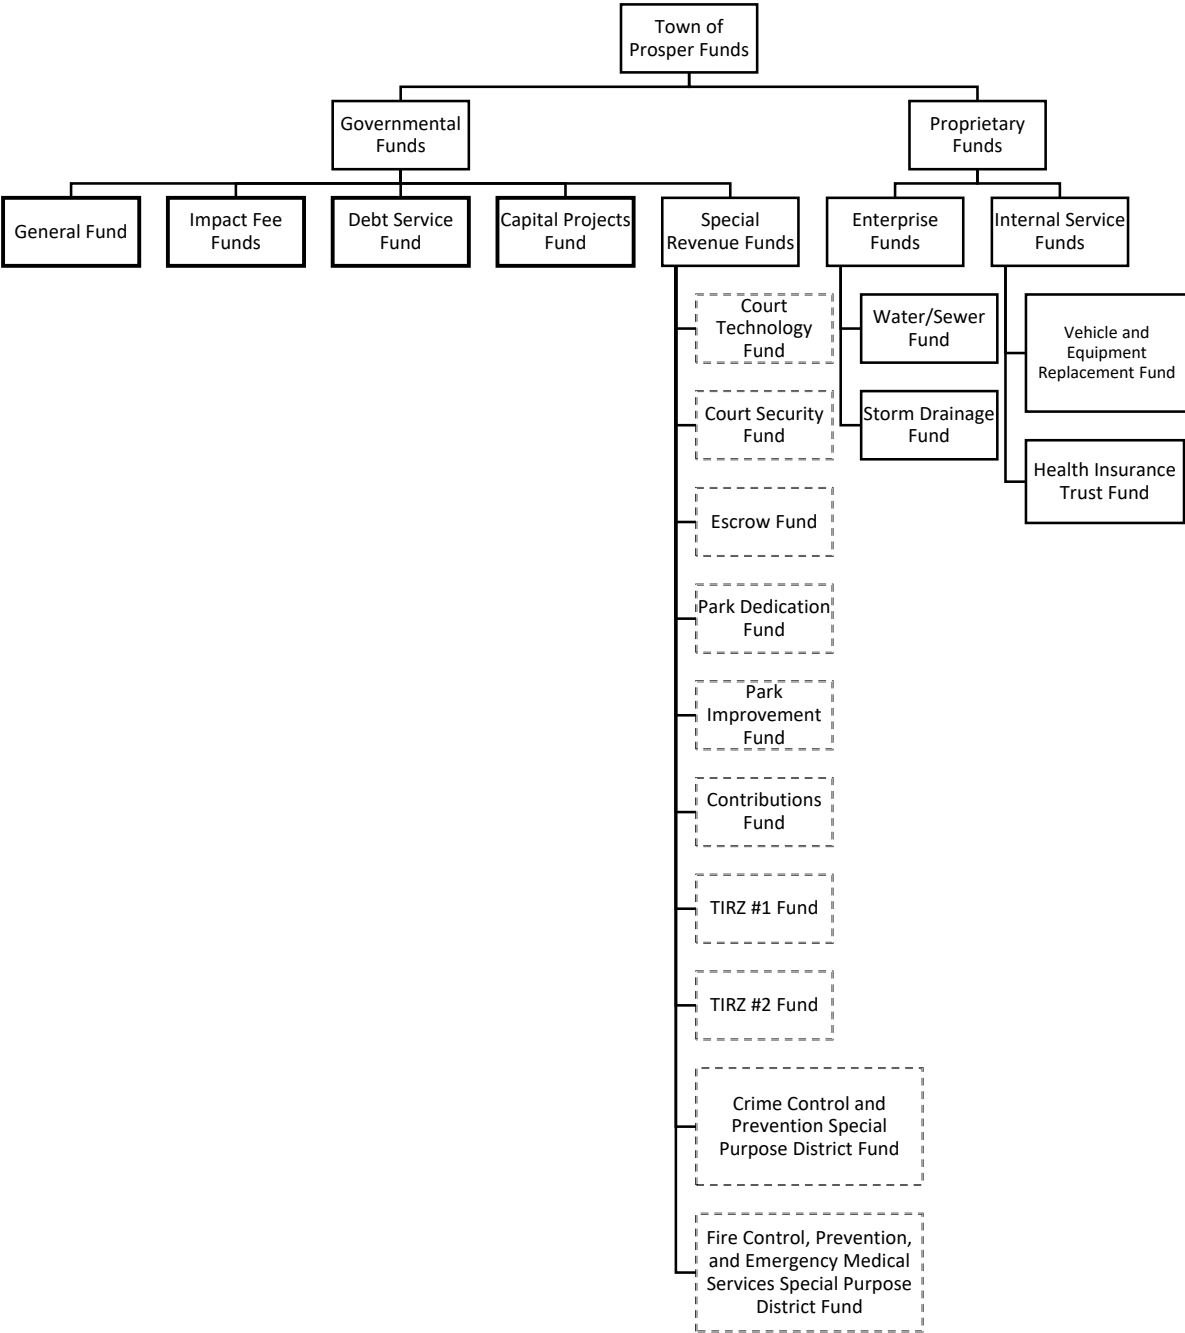 Town of
Prosper Funds
Governmental
Funds
Proprietary
Funds
General Fund
Impact Fee
Funds
Debt Service
Fund
Capital Projects
Fund
Special
Revenue Funds
Enterprise
Funds
Internal Service
Funds
Court
Technology
Fund
Court Security
Fund
Escrow Fund
Park Dedication
Fund
Park
Improvement
Fund
Contributions
Fund
TIRZ #1 Fund
TIRZ #2 Fund
Crime Control and
Prevention Special
Purpose District Fund
Fire Control, Prevention,
and Emergency Medical
Services Special Purpose
District Fund
Water/Sewer
Fund
Storm Drainage
Fund
Vehicle and
Equipment
Replacement Fund
Health Insurance
Trust Fund